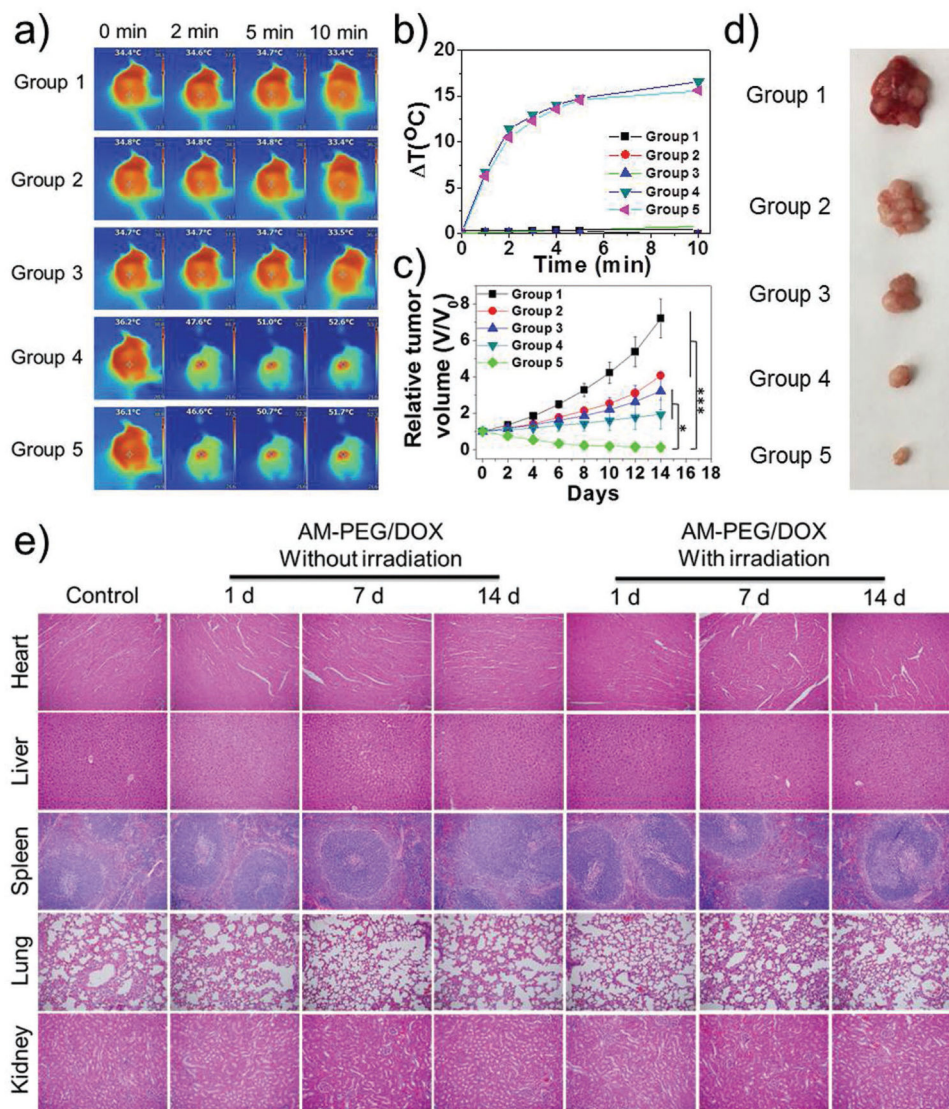 a)
0 min 2 min 5 min 10 min
Group 1
34.4°C 34.6°C 34.7°C 33.4°C
Group 2
34.8°C 34.8°C 34.8°C 33.4°C
Group 3
34.7°C 34.7°C 34.7°C 33.5°C
Group 4
36.2°C 47.6°C 51.0°C 52.6°C
Group 5
36.1°C 46.6°C 50.7°C 51.7°C
b)
ΔT(°C)
20
15
10
5
0
Group 1
Group 2
Group 3
Group 4
Group 5
0 2 4 6 8 10
Time (min)
c)
Relative tumor
volume (V/V0)
8
6
4
2
0
Group 1
Group 2
Group 3
Group 4
Group 5
*
***
0 2 4 6 8 10 12 14 16 18
Days
d)
Group 1
Group 2
Group 3
Group 4
Group 5
e)
AM-PEG/DOX
Without irradiation
AM-PEG/DOX
With irradiation
Control 1 d 7 d 14 d 1 d 7 d 14 d
Heart
Liver
Spleen
Lung
Kidney